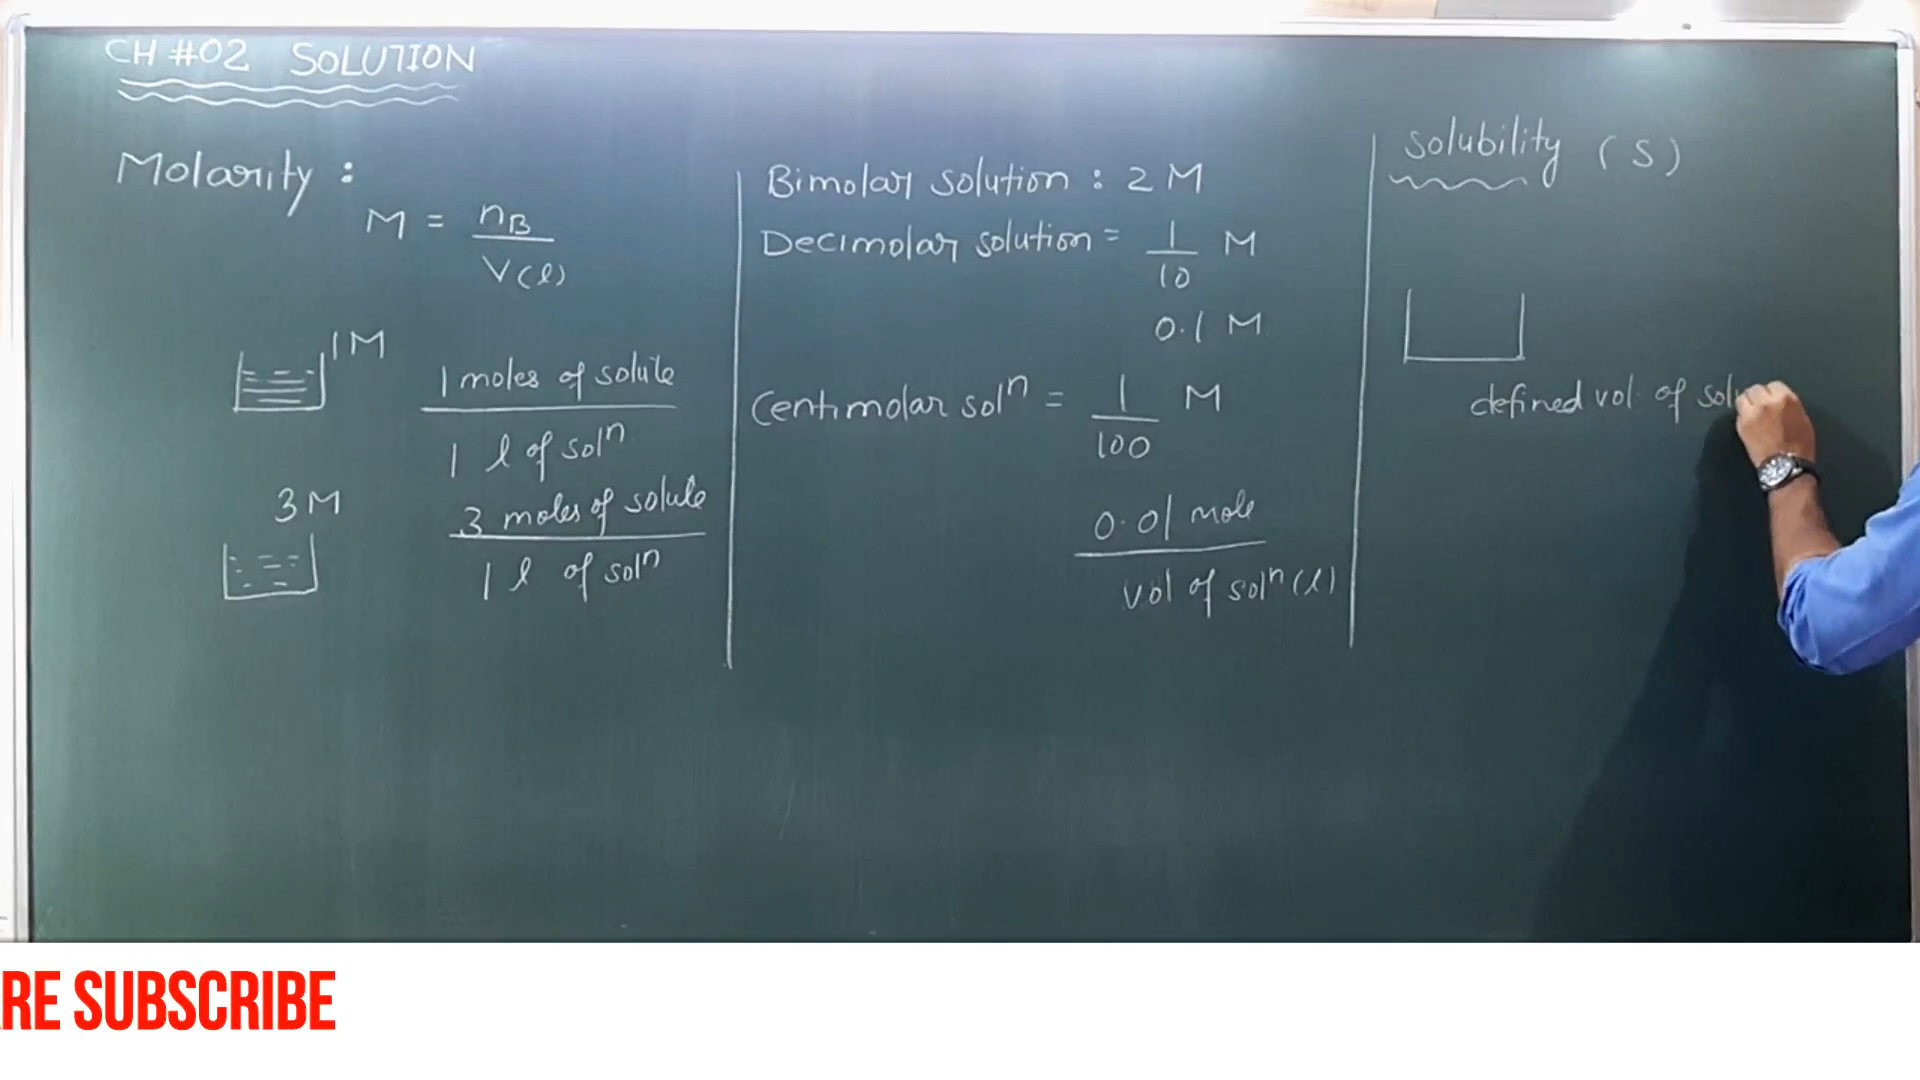 CH #02 SOLUTION
Molarity :
M = nB
V(l)
1M
1 moles of solute
1 l of solⁿ
3 M
3 moles of solute
1 l of solⁿ
Bimolar solution : 2 M
Decimolar solution = 1 M
10
0.1 M
Centimolar solⁿ = 1 M
100
0.01 mole
vol of solⁿ (l)
Solubility (S)
defined vol. of
RE SUBSCRIBE